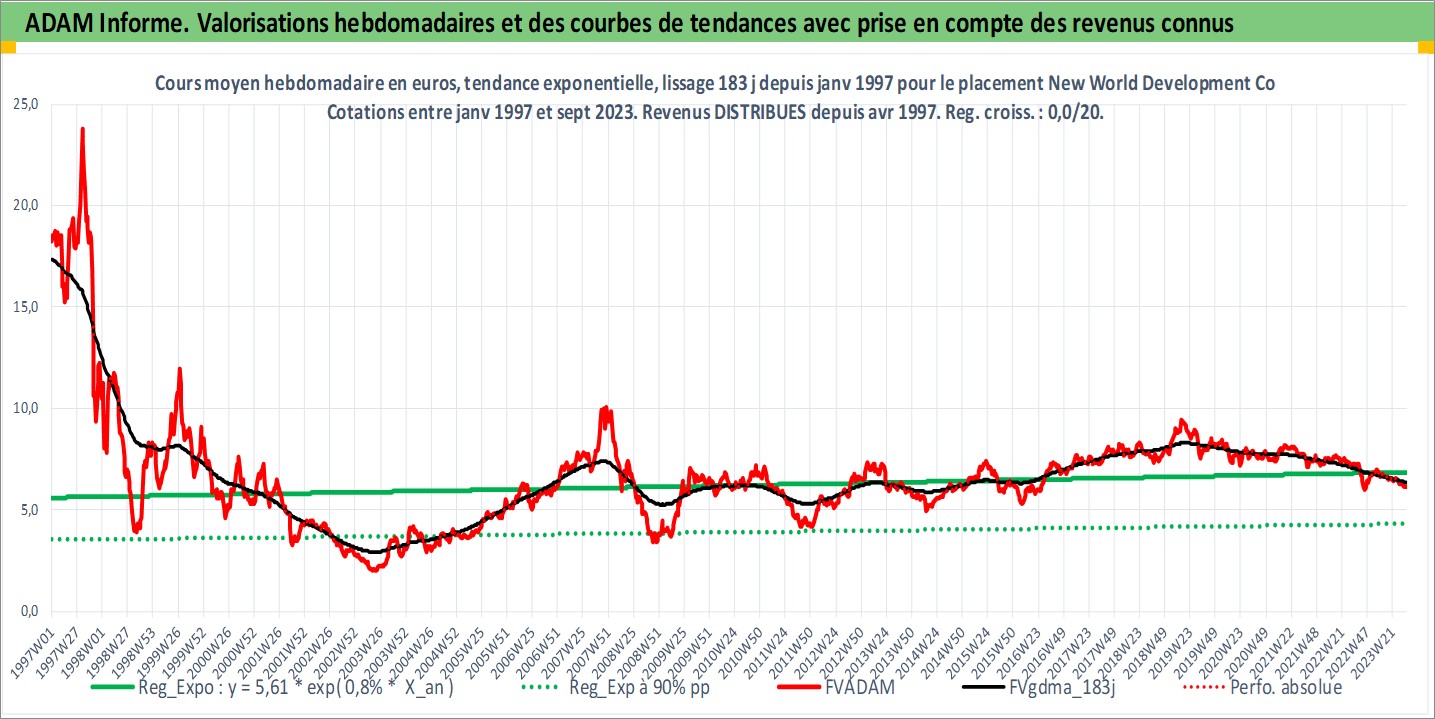 ADAM Informe. Valorisations hebdomadaires et des courbes de tendances avec prise en compte des revenus connus
Cours moyen hebdomadaire en euros, tendance exponentielle, lissage 183 j depuis janv 1997 pour le placement New World Development Co
Cotations entre janv 1997 et sept 2023. Revenus DISTRIBUES depuis avr 1997. Reg. croiss. : 0,0/20.
25,0
20,0
15,0
10,0
5,0
0,0
1997W01
1997W27
1998W01
1998W27
1998W53
1999W26
1999W52
2000W26
2000W52
2001W26
2001W52
2002W26
2002W52
2003W26
2003W52
2004W26
2004W52
2005W25
2005W51
2006W25
2006W51
2007W25
2007W51
2008W25
2008W51
2009W25
2009W51
2010W24
2010W50
2011W24
2011W50
2012W24
2012W50
2013W24
2013W50
2014W24
2014W50
2015W24
2015W50
2016W23
2016W49
2017W23
2017W49
2018W23
2018W49
2019W23
2019W49
2020W23
2020W49
2021W22
2021W48
2022W21
2022W47
2023W21
Reg_Expo : y = 5,61 * exp( 0,8% * X_an )
Reg_Exp à 90% pp
FVADAM
FVgdma_183j
Perfo. absolue